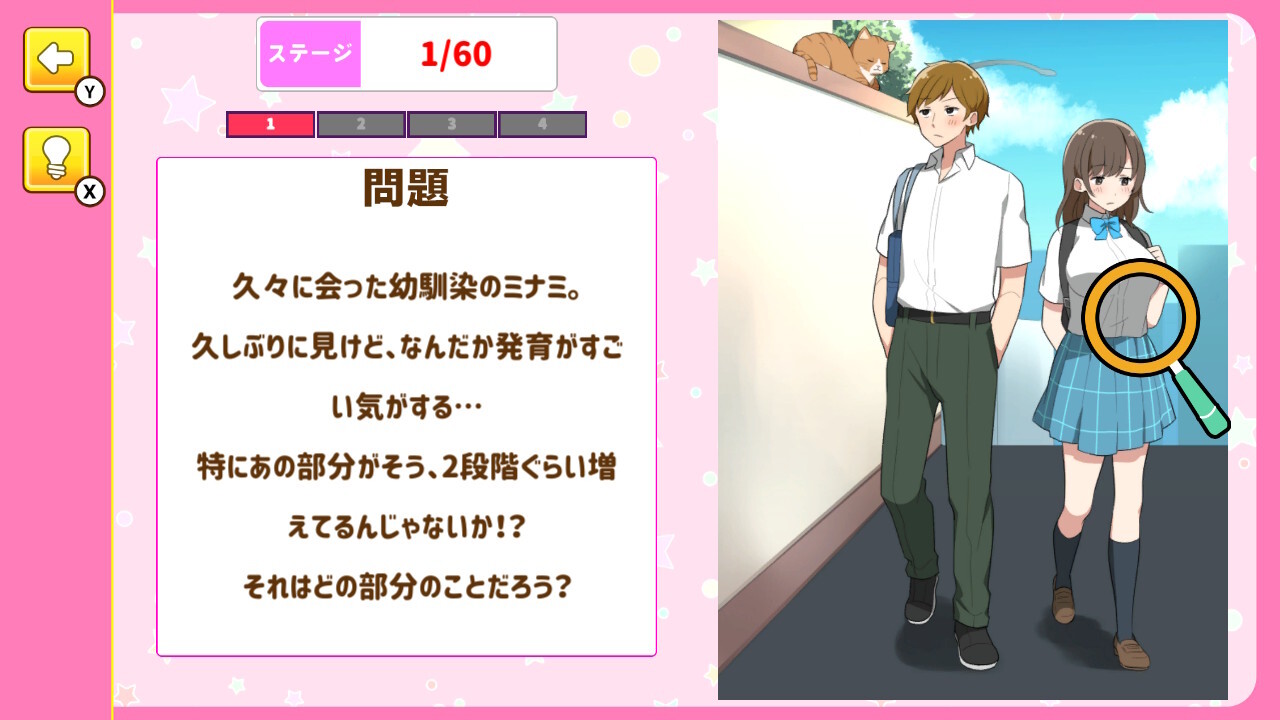 ステージ
1/60
Y
1 2 3 4
X
問題
久々に会った幼馴染のミナミ。
久しぶりに見けど、なんだか発育がすご
い気がする…
特にあの部分がそう、2段階ぐらい増
えてるんじゃないか!?
それはどの部分のことだろう?